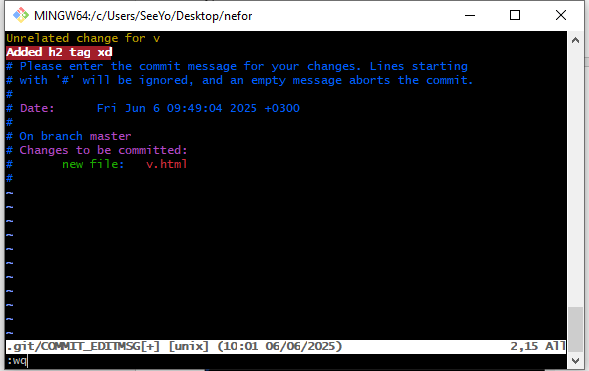 MINGW64:/c/Users/SeeYo/Desktop/nefor
Unrelated change for v
Added h2 tag xd
# Please enter the commit message for your changes. Lines starting
# with '#' will be ignored, and an empty message aborts the commit.
#
# Date:      Fri Jun 6 09:49:04 2025 +0300
#
# On branch master
# Changes to be committed:
#       new file:   v.html
#
~
~
~
~
~
~
~
~
~
~
~
.git/COMMIT_EDITMSG[+] [unix] (10:01 06/06/2025) 2,15 All
:wq